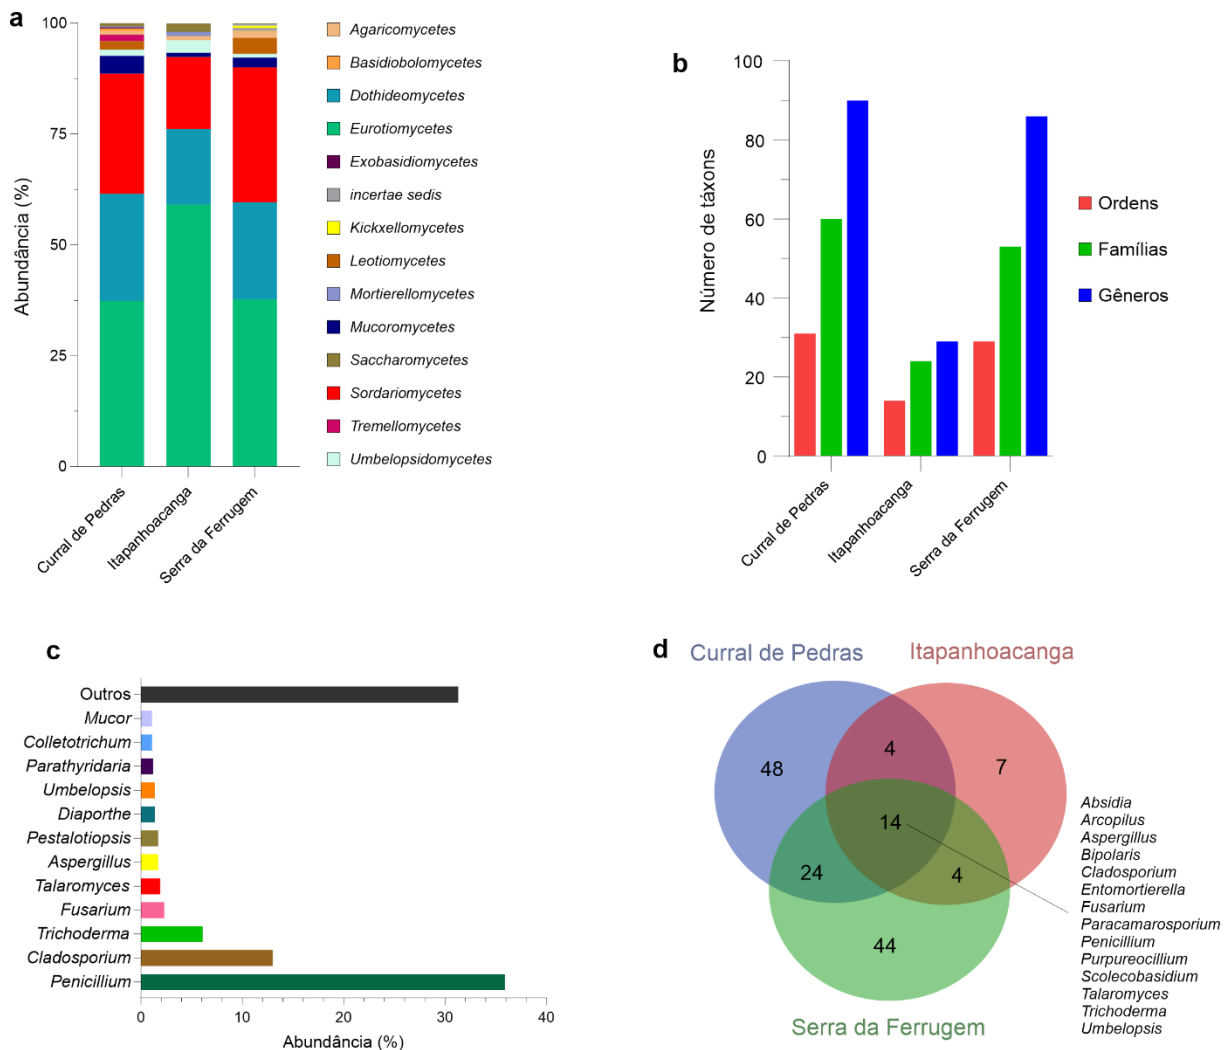 a
100
75
50
25
0
Abundância (%)
Curral de Pedras
Itapanhoacanga
Serra da Ferrugem
Agaricomycetes
Basidiobolomycetes
Dothideomycetes
Eurotiomycetes
Exobasidiomycetes
incertae sedis
Kickxellomycetes
Leotiomycetes
Mortierellomycetes
Mucoromycetes
Saccharomycetes
Sordariomycetes
Tremellomycetes
Umbelopsidomycetes
b
100
80
60
40
20
0
Número de táxons
Curral de Pedras
Itapanhoacanga
Serra da Ferrugem
Ordens
Famílias
Gêneros
c
Outros
Mucor
Colletotrichum
Parathyridaria
Umbelopsis
Diaporthe
Pestalotiopsis
Aspergillus
Talaromyces
Fusarium
Trichoderma
Cladosporium
Penicillium
0
10
20
30
40
Abundância (%)
d
Curral de Pedras
Itapanhoacanga
48
4
7
14
24
4
44
Serra da Ferrugem
Absidia
Arcopilus
Aspergillus
Bipolaris
Cladosporium
Entomortierella
Fusarium
Paracamarosporium
Penicillium
Purpureocillium
Scolecobasidium
Talaromyces
Trichoderma
Umbelopsis